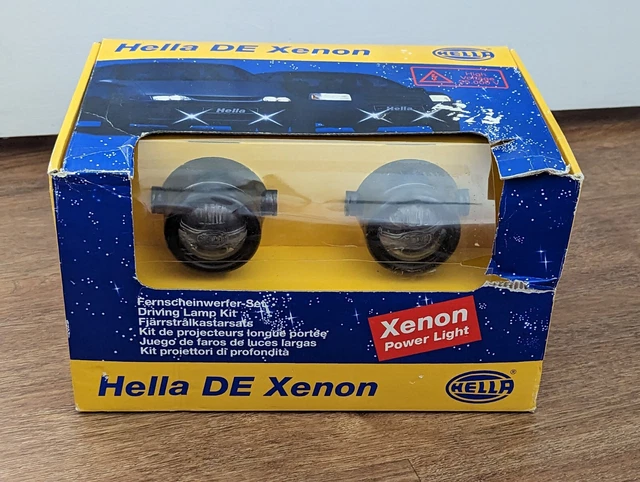 Hella DE Xenon
HELLA
High
Hella
Hella
Fernscheinwerfer-Set
Driving Lamp Kit
Fjärrstrålkastarsats
Kit de projecteurs longue portée
Juego de faros de luces largas
Kit proiettori di profondità
Xenon
Power Light
Hella DE Xenon
HELLA
®